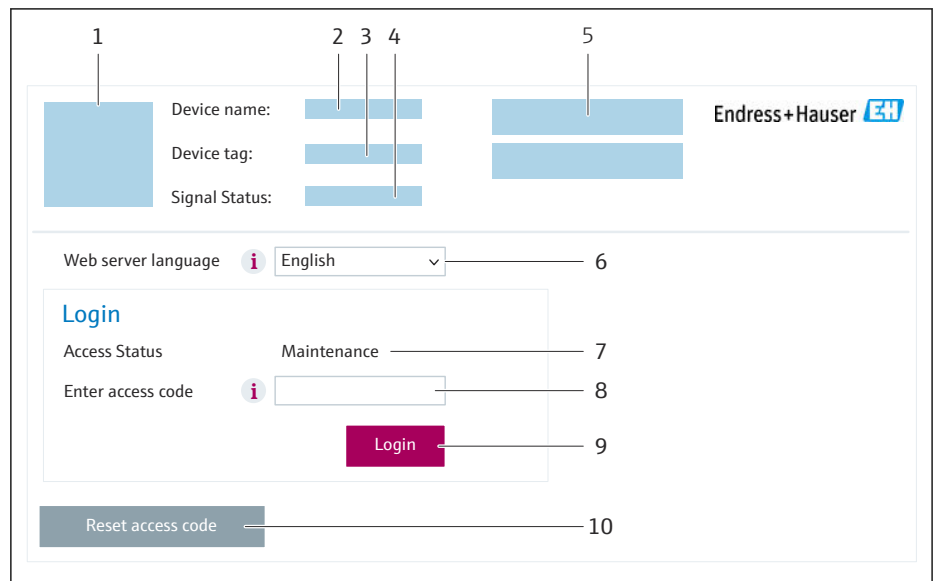 1 2 3 4 5
Device name:
Endress+Hauser EH
Device tag:
Signal Status:
Web server language i English 6
Login
Access Status Maintenance 7
Enter access code i 8
Login 9
Reset access code 10